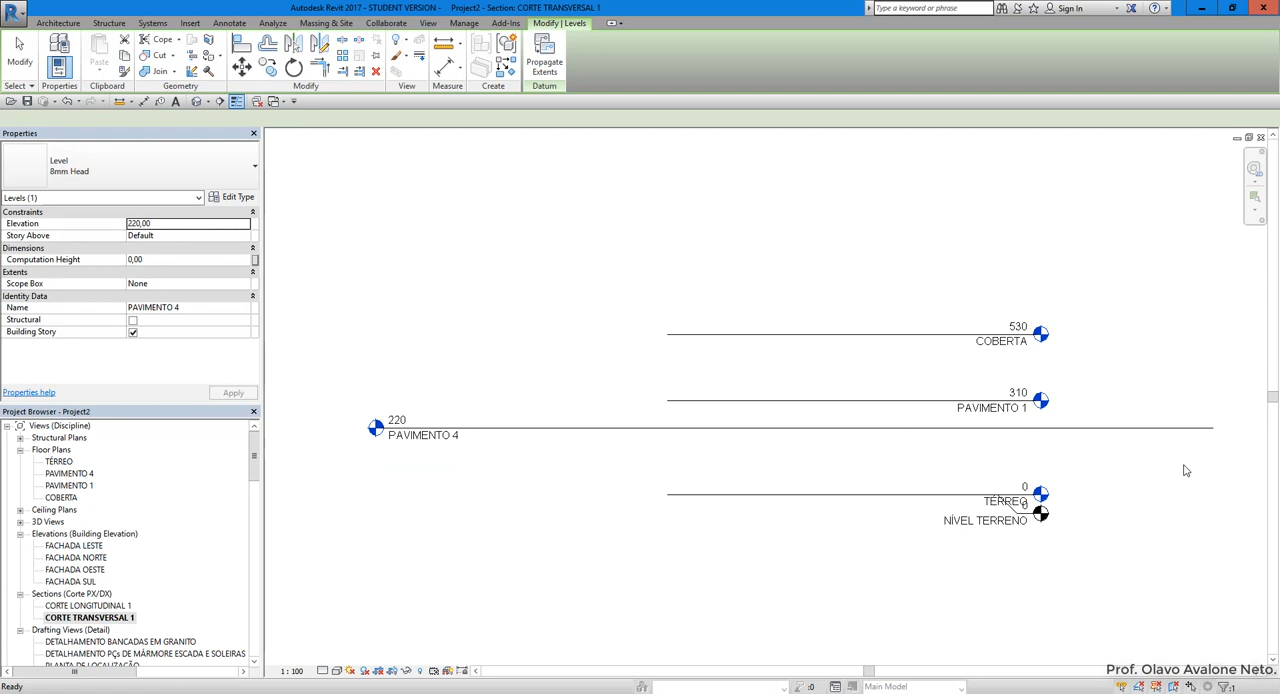 Autodesk Revit 2017 - STUDENT VERSION - Project2 - Section: CORTE TRANSVERSAL 1
Type a keyword or phrase
Sign In
Architecture Structure Systems Insert Annotate Analyze Massing & Site Collaborate View Manage Add-Ins Modify | Levels
Modify Paste Cope Cut Join Propagate Extents
Select Properties Clipboard Geometry Modify View Measure Create Datum
Properties
Level
8mm Head
Levels (1)
Edit Type
Constraints
Elevation 220,00
Story Above Default
Dimensions
Computation Height 0,00
Extents
Scope Box None
Identity Data
Name PAVIMENTO 4
Structural
Building Story
Properties help
Apply
Project Browser - Project2
Views (Discipline)
Structural Plans
Floor Plans
TÉRREO
PAVIMENTO 4
PAVIMENTO 1
COBERTA
Ceiling Plans
3D Views
Elevations (Building Elevation)
FACHADA LESTE
FACHADA NORTE
FACHADA OESTE
FACHADA SUL
Sections (Corte PX/DX)
CORTE LONGITUDINAL 1
CORTE TRANSVERSAL 1
Drafting Views (Detail)
DETALHAMENTO BANCADAS EM GRANITO
DETALHAMENTO PÇs DE MÁRMORE ESCADA E SOLEIRAS
PLANTA DE LOCALIZAÇÃO
530
COBERTA
310
PAVIMENTO 1
220
PAVIMENTO 4
0
TÉRREO
0
NÍVEL TERRENO
1 : 100
Prof. Olavo Avalone Neto.
Ready
:0
Main Model
:1